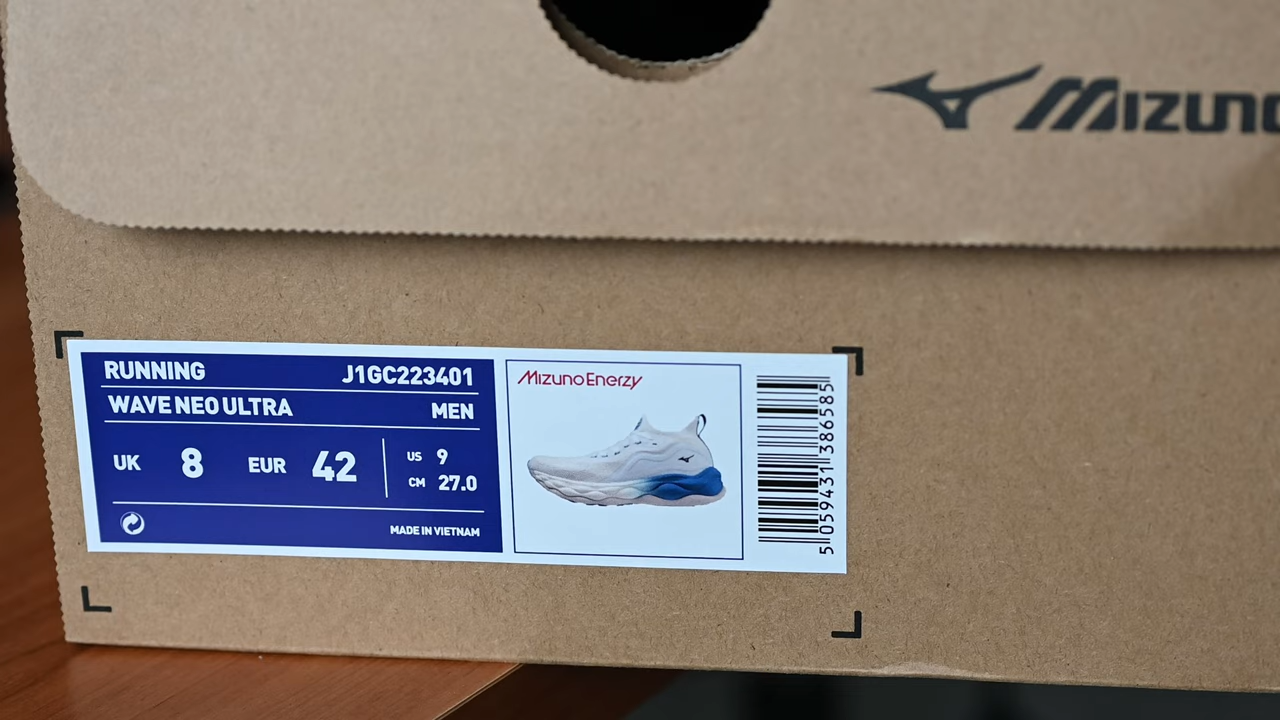 MIZUNO
RUNNING J1GC223401
WAVE NEO ULTRA MEN
UK 8 EUR 42 US 9
CM 27.0
MADE IN VIETNAM
MizunoEnerzy
5 059431 386585